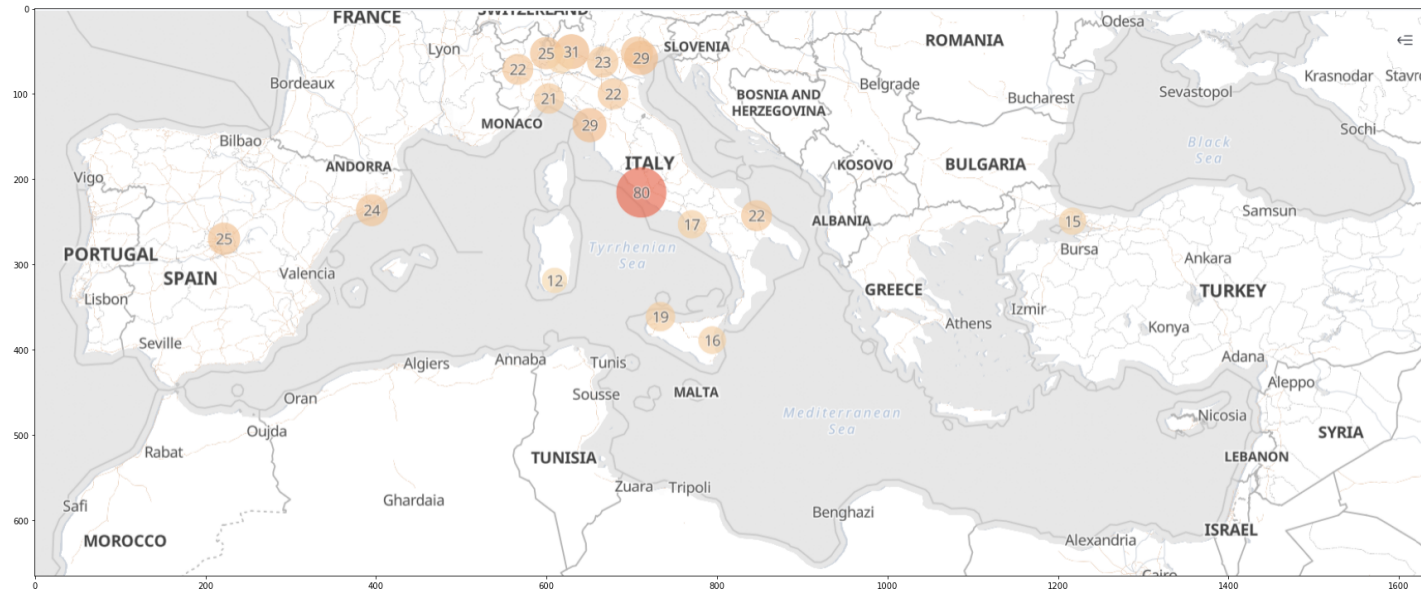 0
FRANCE
SWITZERLAND
Odesa
Lyon
25
31
SLOVENIA
ROMANIA
22
23
29
Krasnodar
Stavr
Bordeaux
Belgrade
100
21
22
BOSNIA AND
HERZEGOVINA
Bucharest
Sevastopol
MONACO
29
Sochi
Bilbao
Black
Sea
ANDORRA
ITALY
KOSOVO
BULGARIA
Vigo
200
80
24
17
22
ALBANIA
15
Samsun
25
PORTUGAL
SPAIN
Valencia
Tyrrhenian
Sea
Bursa
Ankara
300
Lisbon
12
GREECE
TURKEY
Izmir
19
Athens
Konya
Seville
16
400
Algiers
Annaba
Tunis
Adana
Oran
Sousse
MALTA
Aleppo
Mediterranean
Sea
Nicosia
Oujda
SYRIA
500
Rabat
TUNISIA
LEBANON
Zuara
Tripoli
Safi
Ghardaia
Benghazi
600
MOROCCO
Alexandria
ISRAEL
Cairo
0
200
400
600
800
1000
1200
1400
1600